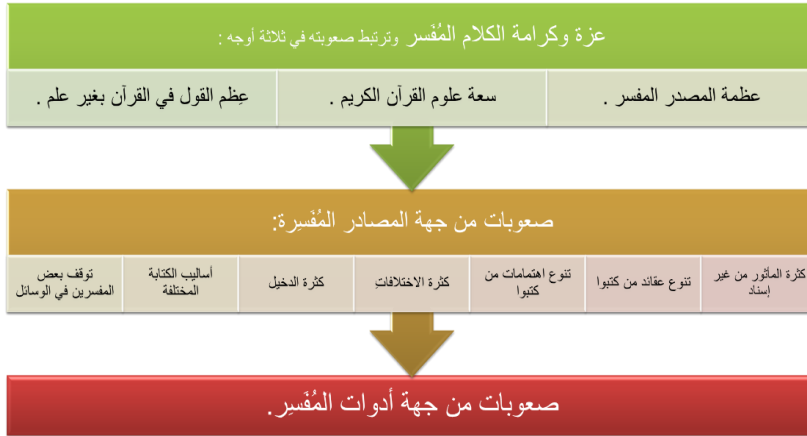 عزة وكرامة الكلام المُفَسر وترتبط صعوبته في ثلاثة أوجه :
عظمة المصدر المفسر .
سعة علوم القرآن الكريم .
عِظم القول في القرآن بغير علم .
صعوبات من جهة المصادر المُفَسِرة:
كثرة المأثور من غير
إسناد
تنوع عقائد من كتبوا
تنوع اهتمامات من
كتبوا
كثرة الاختلافاتِ
كثرة الدخيل
أساليب الكتابة
المختلفة
توقف بعض
المفسرين في الوسائل
صعوبات من جهة أدوات المُفَسِر.